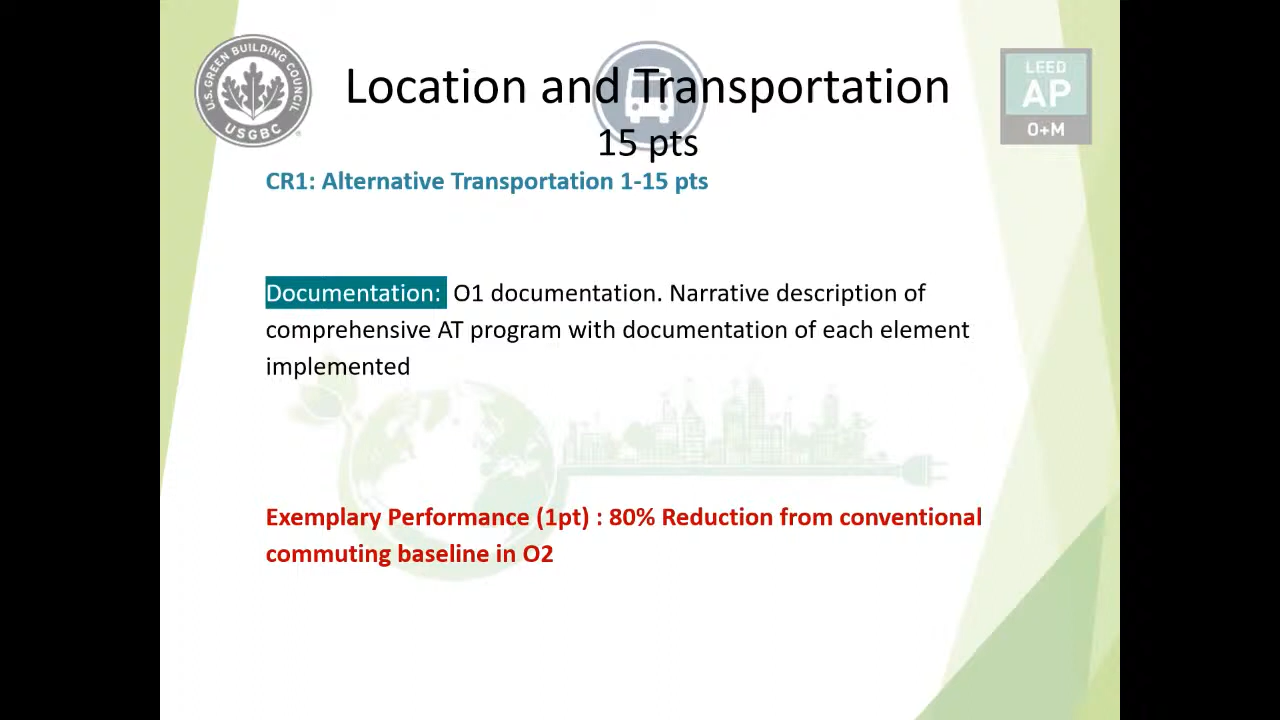 U.S. GREEN BUILDING COUNCIL
USGBC
Location and Transportation
15 pts
LEED
AP
O+M
CR1: Alternative Transportation 1-15 pts
Documentation: O1 documentation. Narrative description of
comprehensive AT program with documentation of each element
implemented
Exemplary Performance (1pt) : 80% Reduction from conventional
commuting baseline in O2